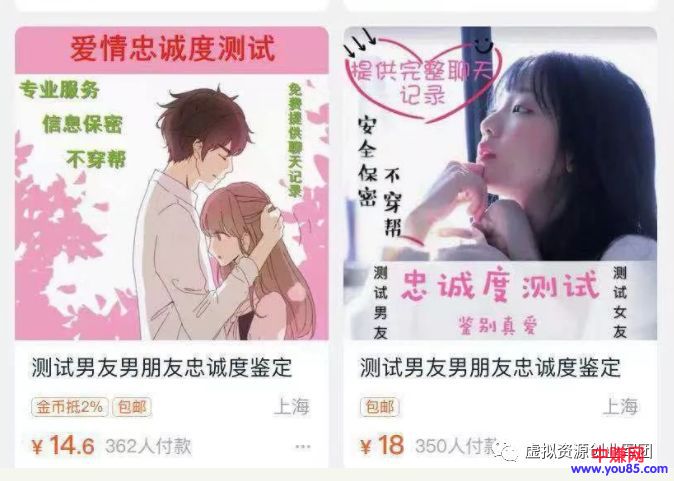 爱情忠诚度测试
专业服务
信息保密
不穿帮
免费提供聊天记录
测试男友男朋友忠诚度鉴定
金币抵2% 包邮 上海
¥14.6 362人付款 ...
提供完整聊天
记录
安全保密
不穿帮
测试男友
忠诚度测试
鉴别真爱
测试女友
测试男友男朋友忠诚度鉴定
包邮 上海
¥18 350人付款
虚拟资源创业军团
中赚网
www.you85.com